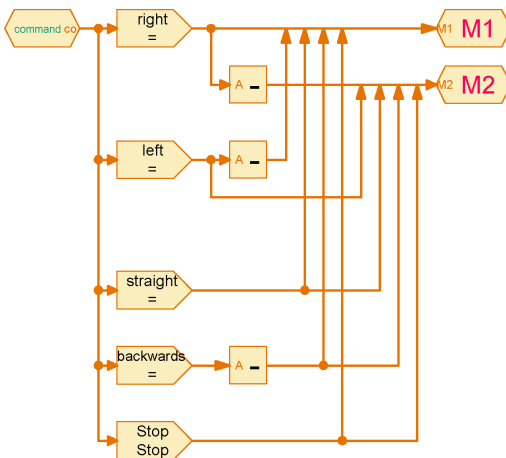 command co
right
=
M1 M1
A -
M2 M2
left
=
A -
straight
=
backwards
=
A -
Stop
Stop